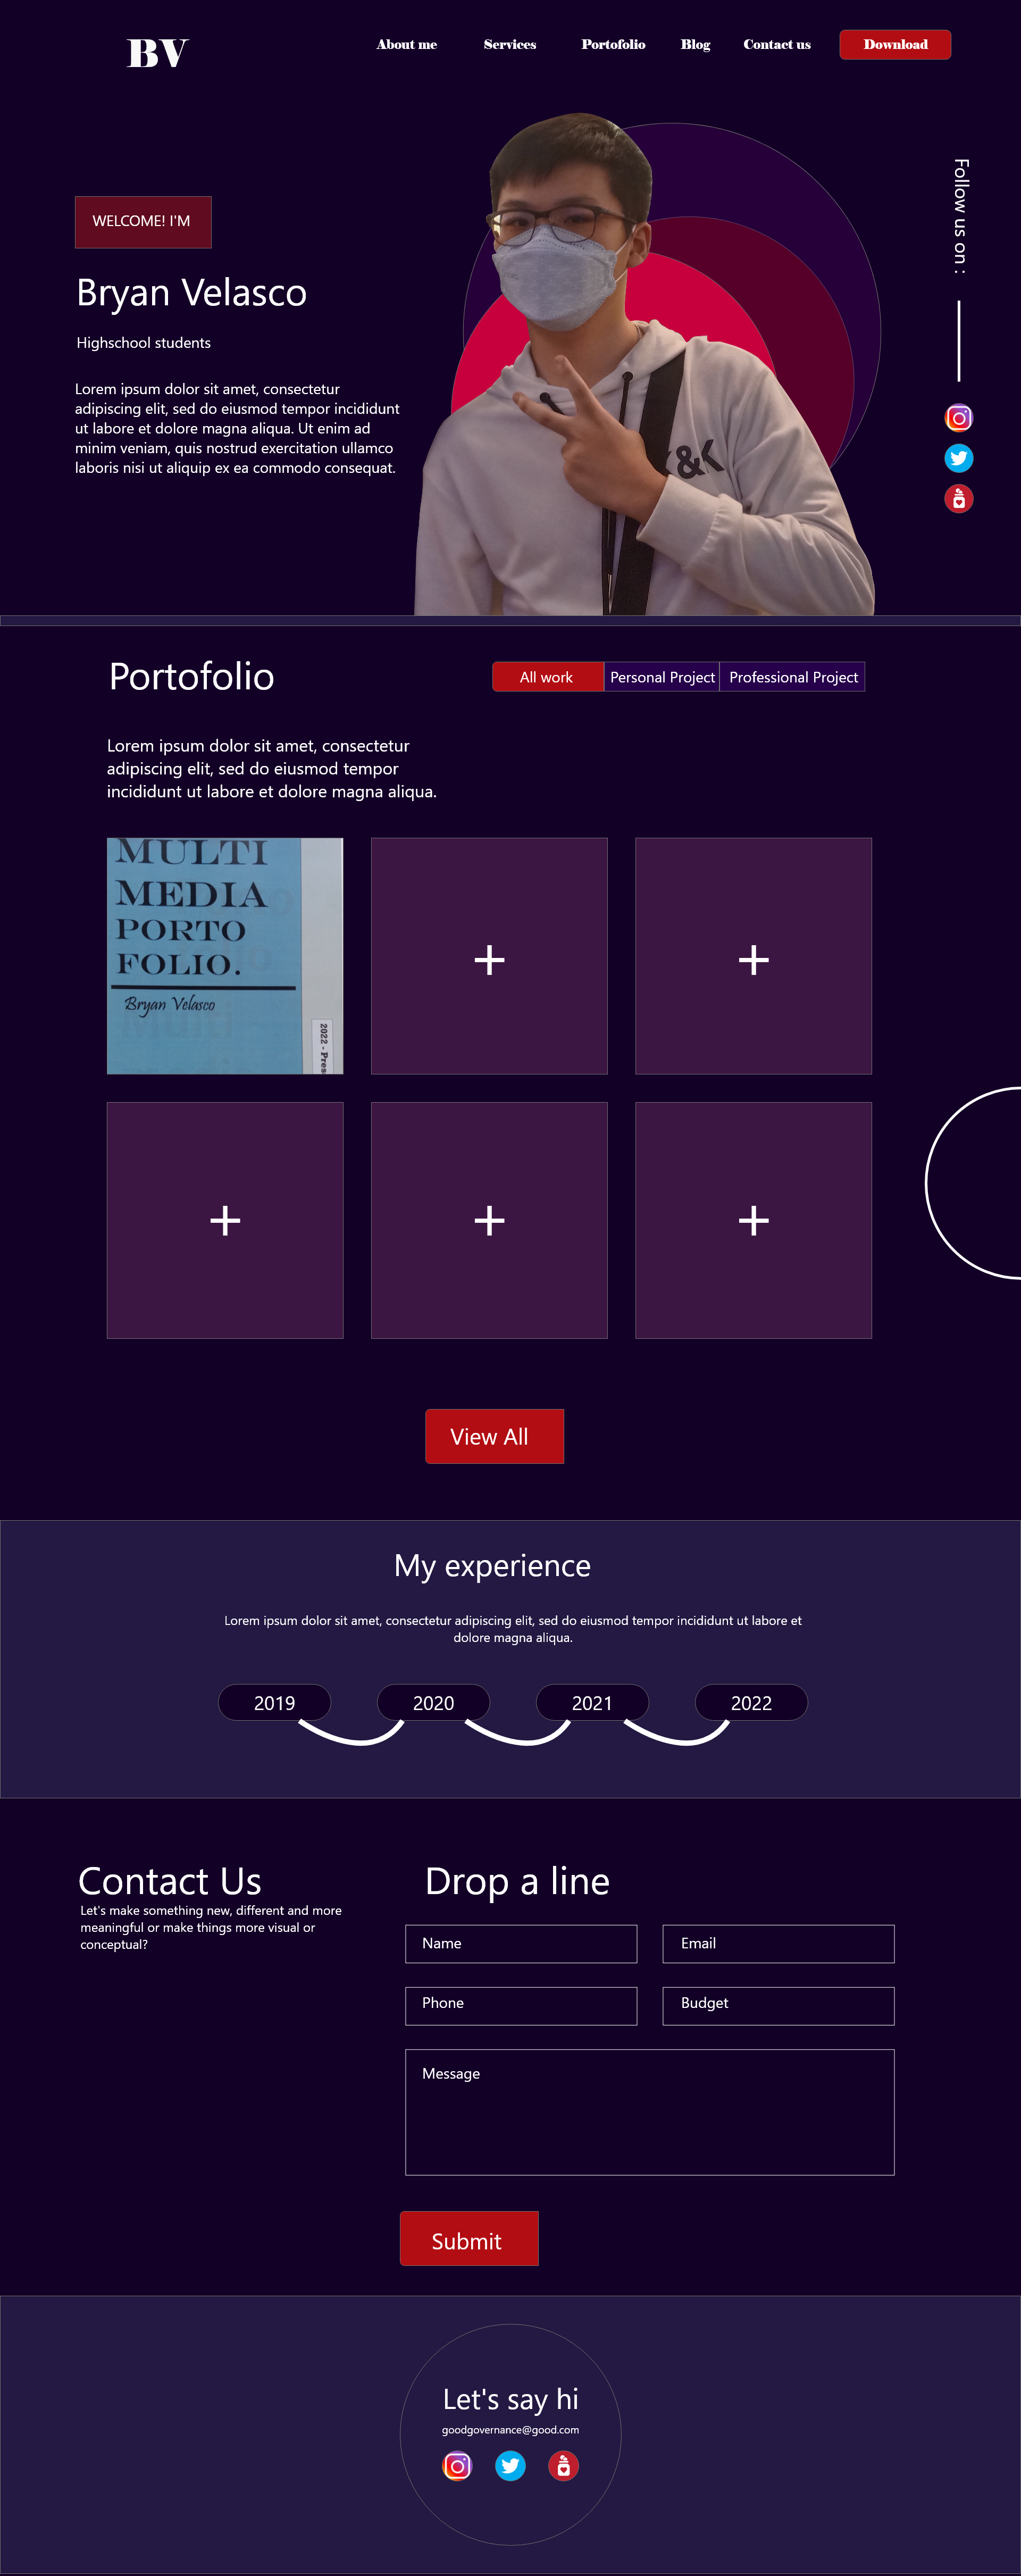 BV
About me
Services
Portofolio
Blog
Contact us
Download
Follow us on :
WELCOME! I'M
Bryan Velasco
Highschool students
Lorem ipsum dolor sit amet, consectetur
adipiscing elit, sed do eiusmod tempor incididunt
ut labore et dolore magna aliqua. Ut enim ad
minim veniam, quis nostrud exercitation ullamco
laboris nisi ut aliquip ex ea commodo consequat.
&K
Portofolio
All work
Personal Project
Professional Project
Lorem ipsum dolor sit amet, consectetur
adipiscing elit, sed do eiusmod tempor
incididunt ut labore et dolore magna aliqua.
MULTI
MEDIA
PORTO
FOLIO.
Bryan Velasco
2022 - Pres
View All
My experience
Lorem ipsum dolor sit amet, consectetur adipiscing elit, sed do eiusmod tempor incididunt ut labore et
dolore magna aliqua.
2019
2020
2021
2022
Contact Us
Let's make something new, different and more
meaningful or make things more visual or
conceptual?
Drop a line
Name
Email
Phone
Budget
Message
Submit
Let's say hi
goodgovernance@good.com